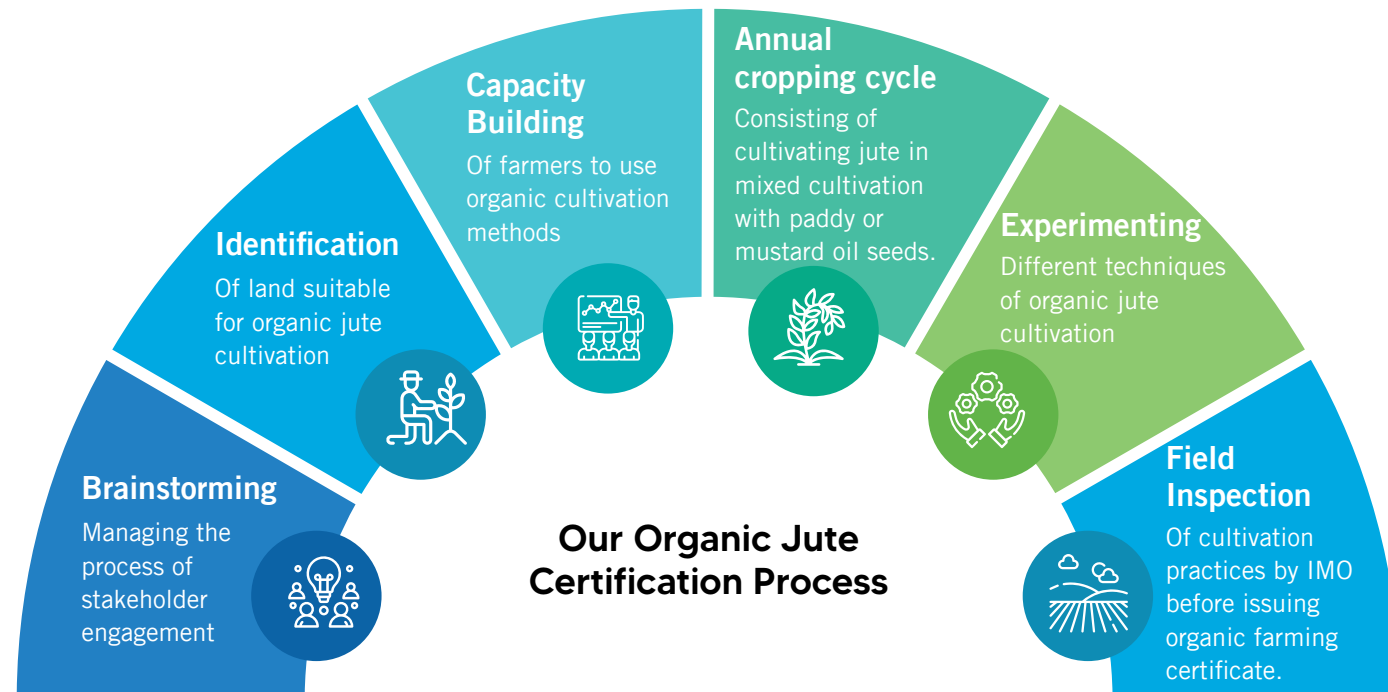 Brainstorming
Managing the
process of
stakeholder
engagement
Identification
Of land suitable
for organic jute
cultivation
Capacity
Building
Of farmers to use
organic cultivation
methods
Annual
cropping cycle
Consisting of
cultivating jute in
mixed cultivation
with paddy or
mustard oil seeds.
Experimenting
Different techniques
of organic jute
cultivation
Field
Inspection
Of cultivation
practices by IMO
before issuing
organic farming
certificate.
Our Organic Jute
Certification Process